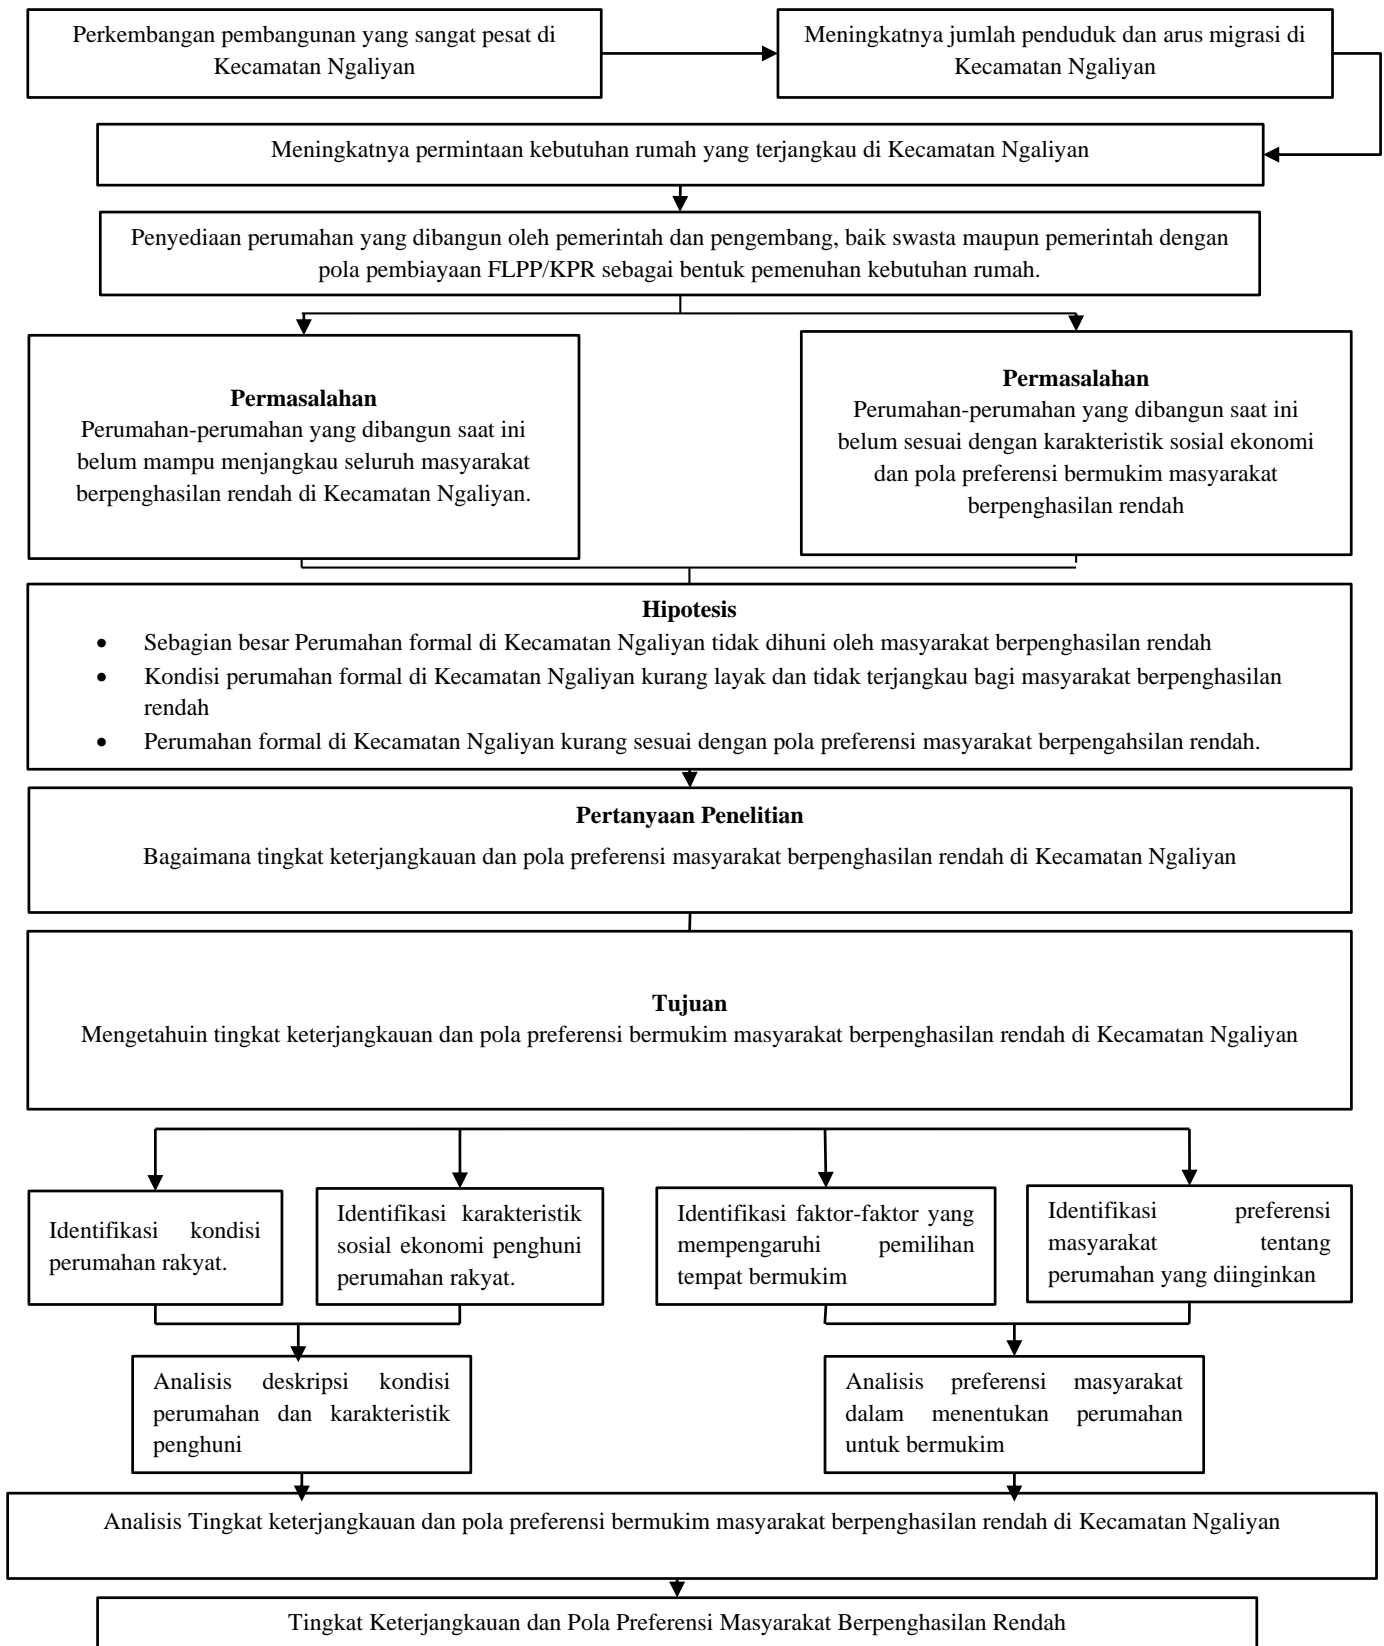 Perkembangan pembangunan yang sangat pesat di
Kecamatan Ngaliyan
Meningkatnya jumlah penduduk dan arus migrasi di
Kecamatan Ngaliyan
Meningkatnya permintaan kebutuhan rumah yang terjangkau di Kecamatan Ngaliyan
Penyediaan perumahan yang dibangun oleh pemerintah dan pengembang, baik swasta maupun pemerintah dengan
pola pembiayaan FLPP/KPR sebagai bentuk pemenuhan kebutuhan rumah.
Permasalahan
Perumahan-perumahan yang dibangun saat ini
belum mampu menjangkau seluruh masyarakat
berpenghasilan rendah di Kecamatan Ngaliyan.
Permasalahan
Perumahan-perumahan yang dibangun saat ini
belum sesuai dengan karakteristik sosial ekonomi
dan pola preferensi bermukim masyarakat
berpenghasilan rendah
Hipotesis
• Sebagian besar Perumahan formal di Kecamatan Ngaliyan tidak dihuni oleh masyarakat berpenghasilan rendah
• Kondisi perumahan formal di Kecamatan Ngaliyan kurang layak dan tidak terjangkau bagi masyarakat berpenghasilan
rendah
• Perumahan formal di Kecamatan Ngaliyan kurang sesuai dengan pola preferensi masyarakat berpengahsilan rendah.
Pertanyaan Penelitian
Bagaimana tingkat keterjangkauan dan pola preferensi masyarakat berpenghasilan rendah di Kecamatan Ngaliyan
Tujuan
Mengetahuin tingkat keterjangkauan dan pola preferensi bermukim masyarakat berpenghasilan rendah di Kecamatan Ngaliyan
Identifikasi kondisi
perumahan rakyat.
Identifikasi karakteristik
sosial ekonomi penghuni
perumahan rakyat.
Identifikasi faktor-faktor yang
mempengaruhi pemilihan
tempat bermukim
Identifikasi preferensi
masyarakat tentang
perumahan yang diinginkan
Analisis deskripsi kondisi
perumahan dan karakteristik
penghuni
Analisis preferensi masyarakat
dalam menentukan perumahan
untuk bermukim
Analisis Tingkat keterjangkauan dan pola preferensi bermukim masyarakat berpenghasilan rendah di Kecamatan Ngaliyan
Tingkat Keterjangkauan dan Pola Preferensi Masyarakat Berpenghasilan Rendah